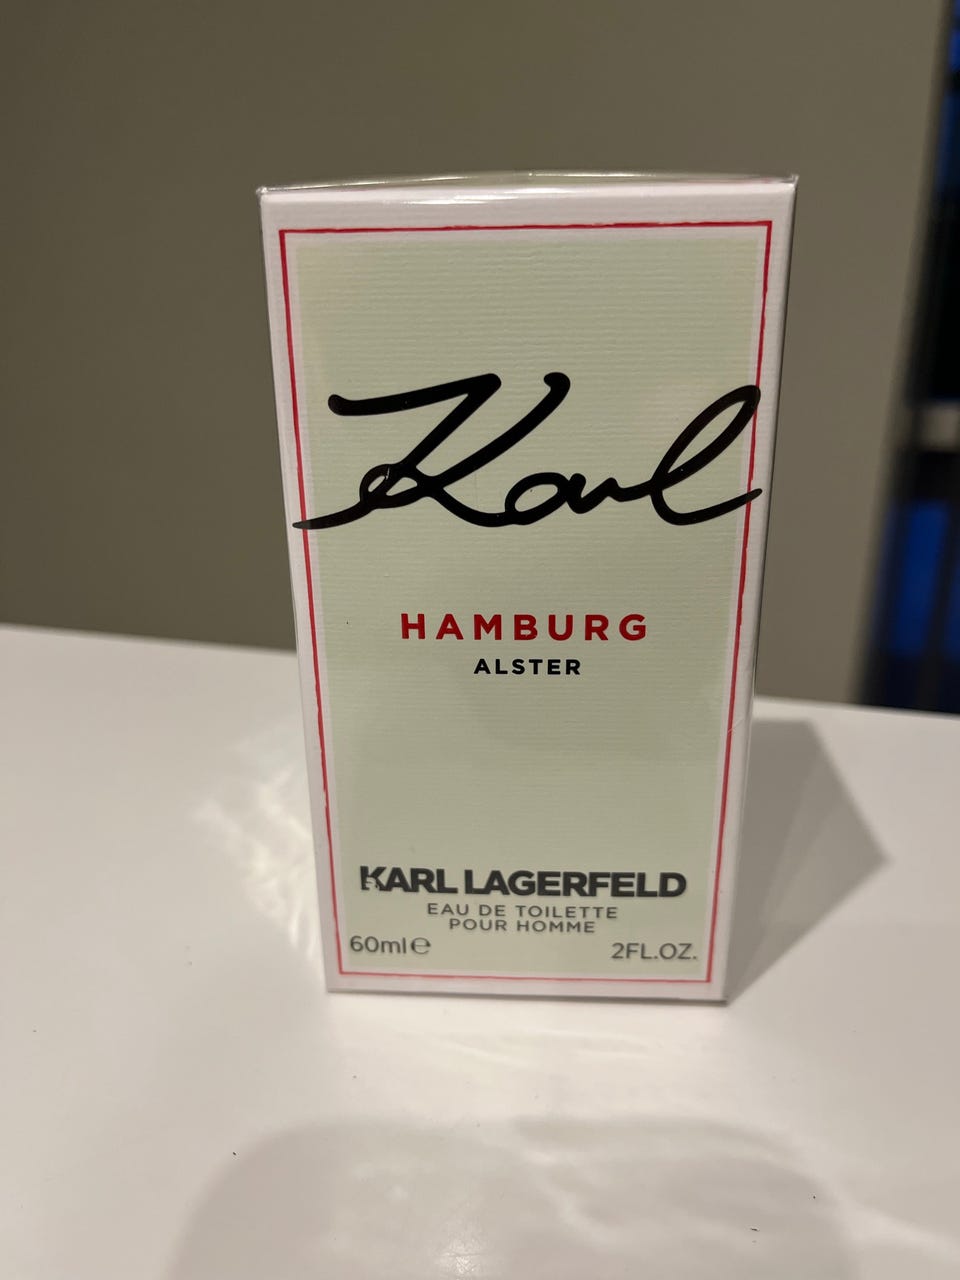 Karl
HAMBURG
ALSTER
KARL LAGERFELD
EAU DE TOILETTE
POUR HOMME
60ml ℮ 2FL.OZ.